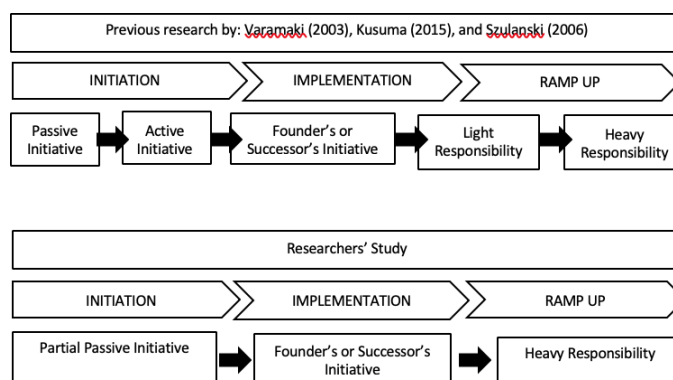 Previous research by: Varamaki (2003), Kusuma (2015), and Szulanski (2006)
INITIATION
IMPLEMENTATION
RAMP UP
Passive
Initiative
Active
Initiative
Founder's or
Successor's Initiative
Light
Responsibility
Heavy
Responsibility
Researchers' Study
INITIATION
IMPLEMENTATION
RAMP UP
Partial Passive Initiative
Founder's or Successor's
Initiative
Heavy Responsibility